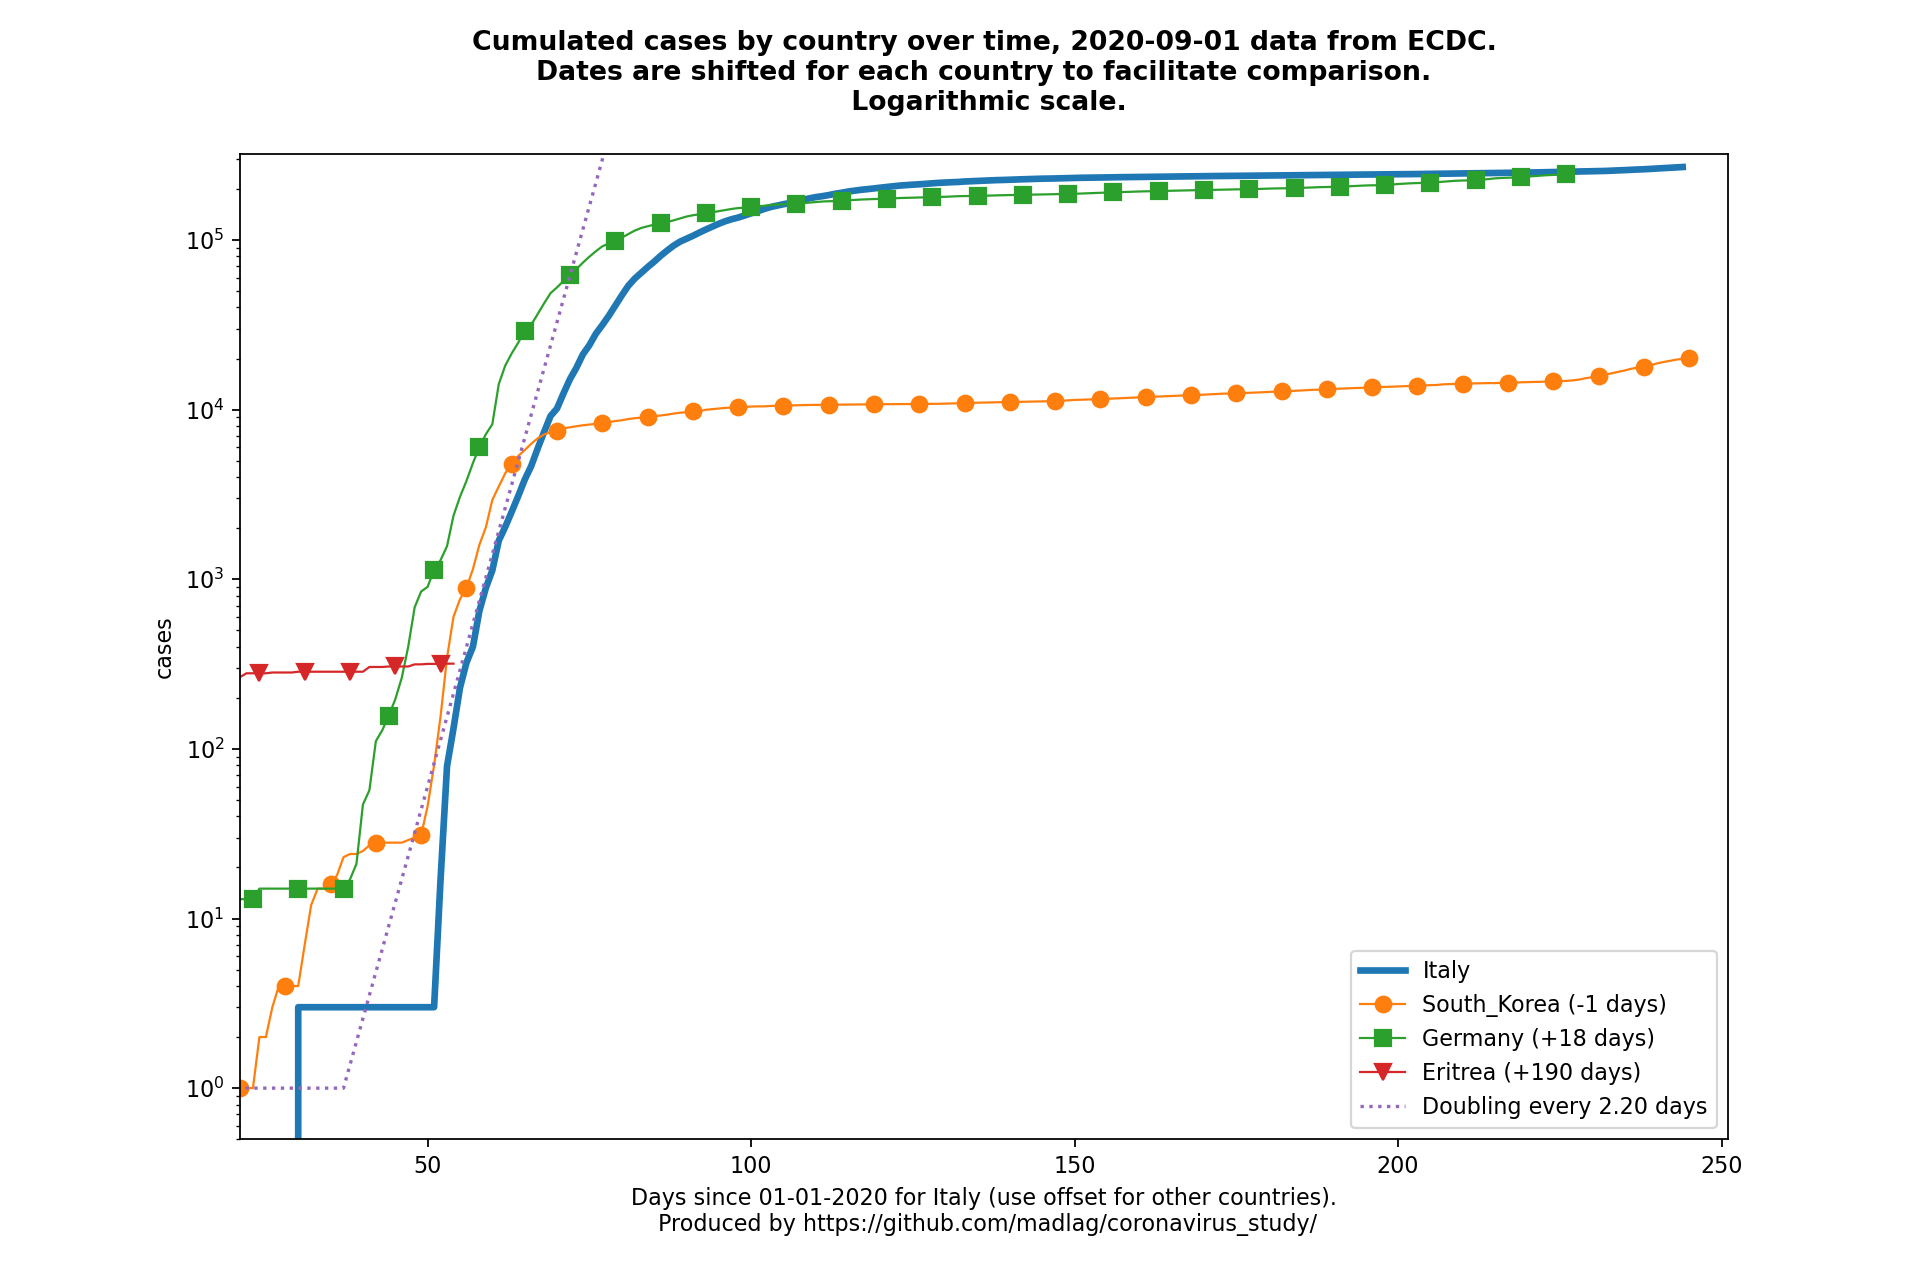 Cumulated cases by country over time, 2020-09-01 data from ECDC.
Dates are shifted for each country to facilitate comparison.
Logarithmic scale.
10^5
10^4
10^3
10^2
10^1
10^0
cases
Italy
South_Korea (-1 days)
Germany (+18 days)
Eritrea (+190 days)
Doubling every 2.20 days
50
100
150
200
250
Days since 01-01-2020 for Italy (use offset for other countries).
Produced by https://github.com/madlag/coronavirus_study/